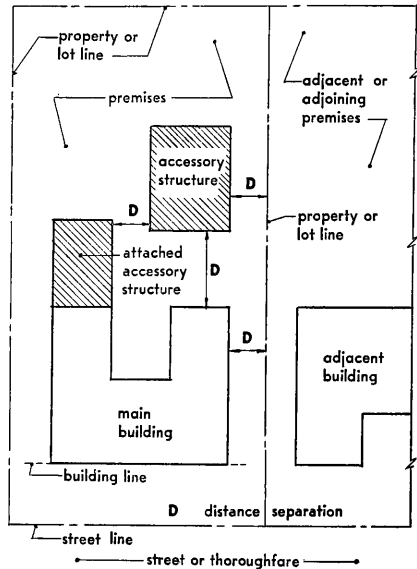 property or
lot line
premises
adjacent or
adjoining
premises
accessory
structure
D
D
property or
lot line
D
attached
accessory
structure
D
adjacent
building
main
building
building line
D distance separation
street line
street or thoroughfare